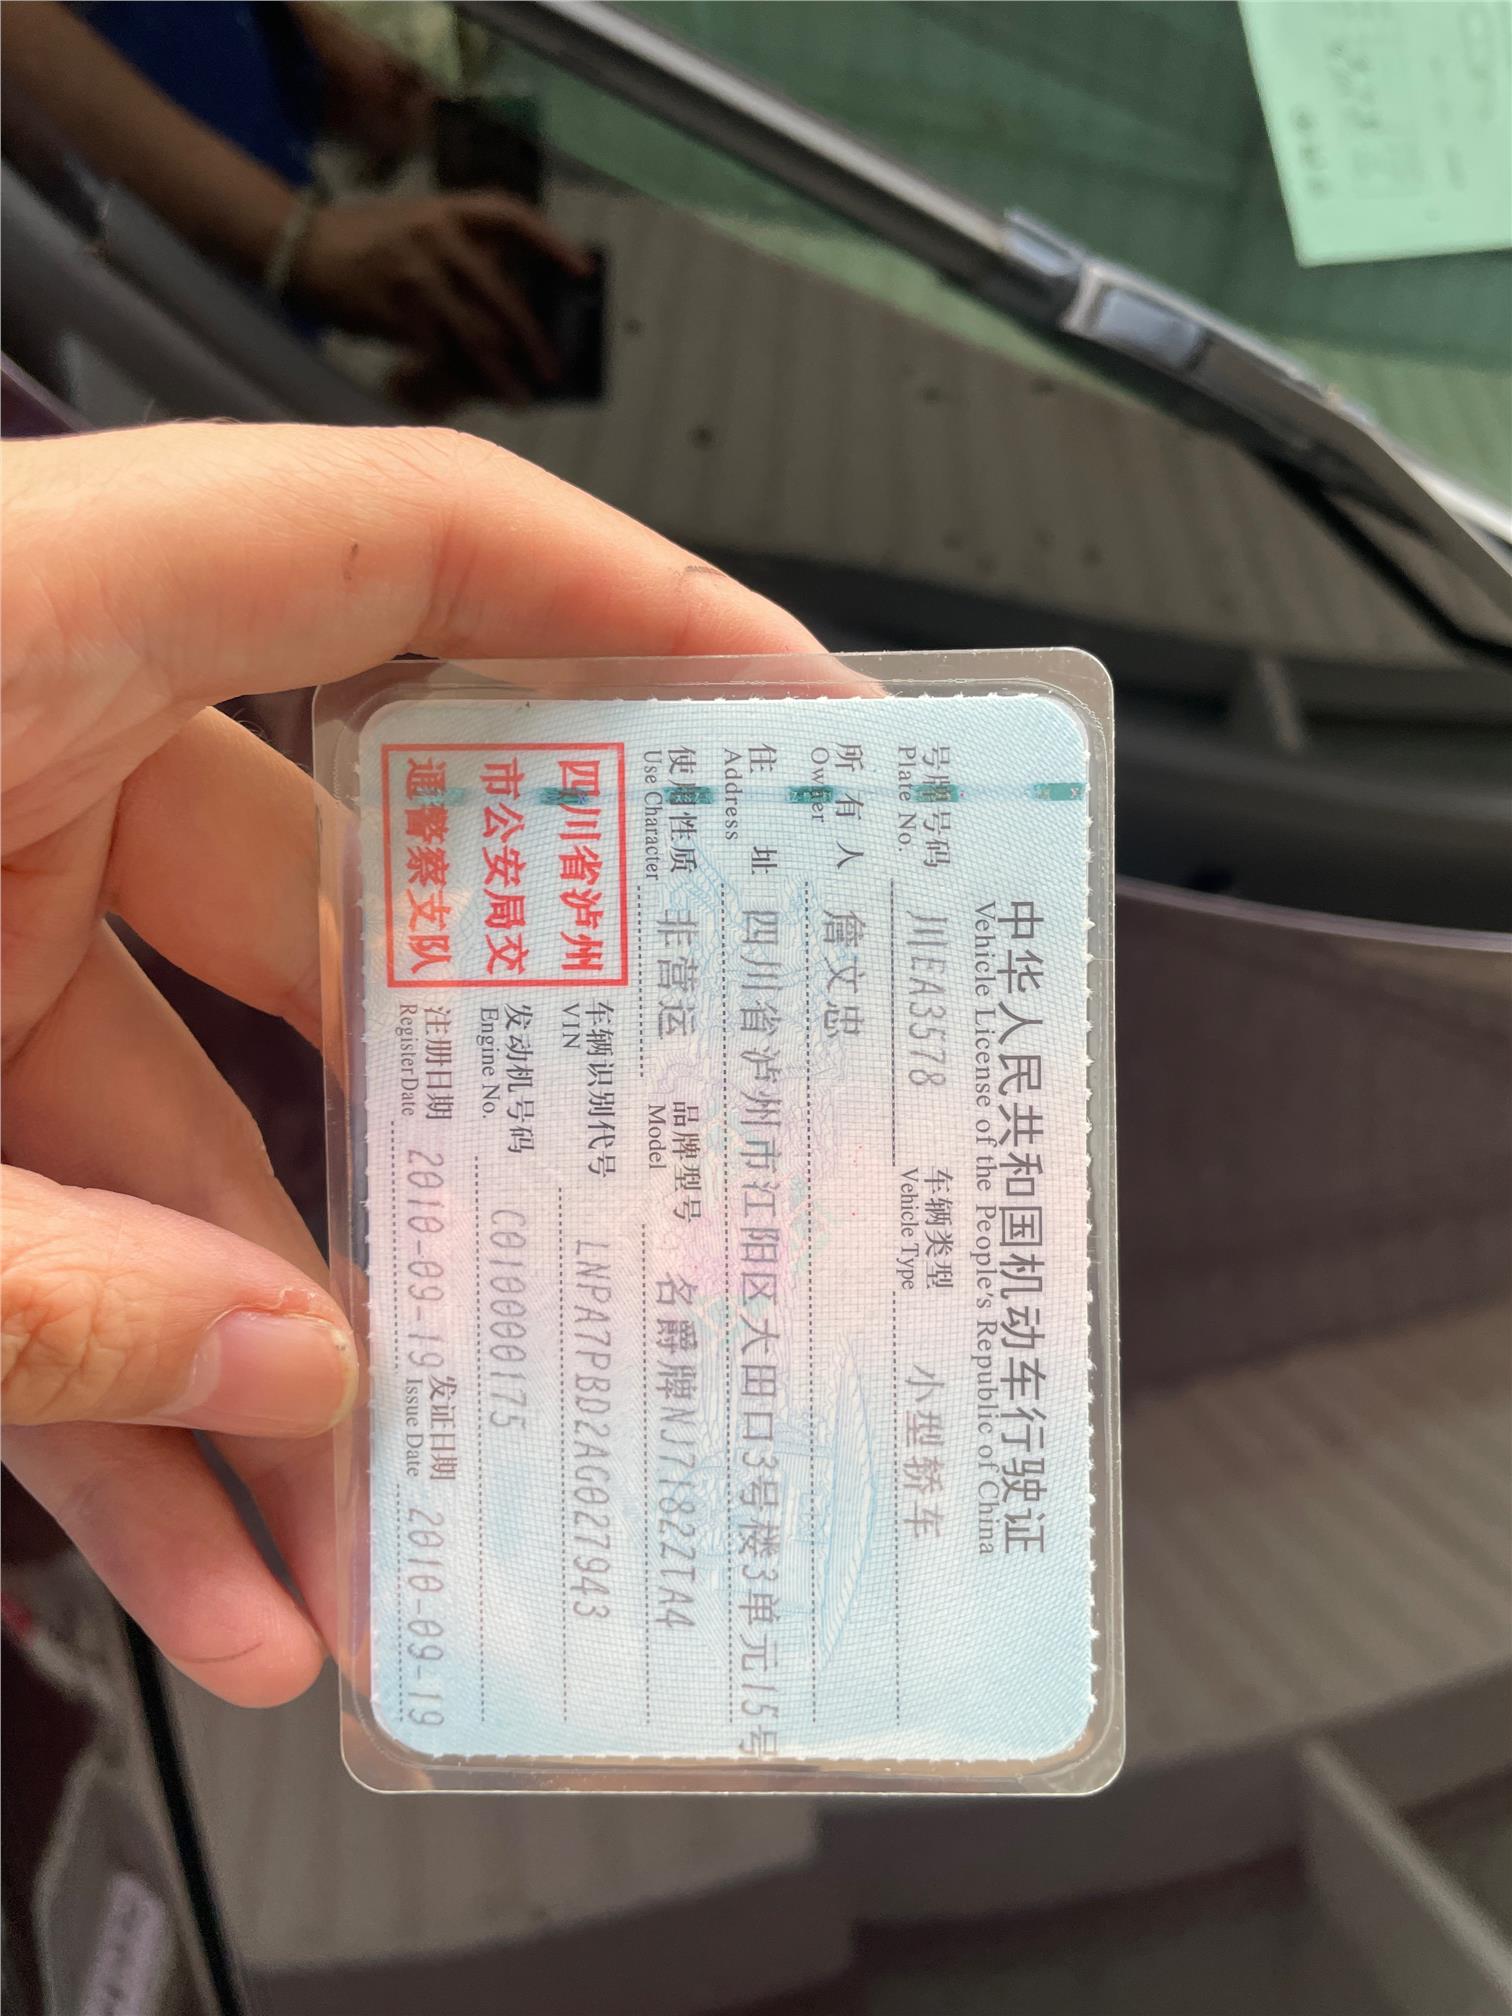 中华人民共和国机动车行驶证
Vehicle License of the People's Republic of China
号牌号码 川EA3578 车辆类型 小型轿车
Plate No. Vehicle Type
所有人 詹文忠
Owner
住址 四川省泸州市江阳区大田口3号楼3单元15号
Address
使用性质 非营运 品牌型号 名爵牌NJ7182ZTA4
Use Character Model
四川省泸州
市公安局交
通警察支队
车辆识别代号 LNPA7PBD2AG027943
VIN
发动机号码 C010000175
Engine No.
注册日期 2010-09-19 发证日期 2010-09-19
Register Date Issue Date